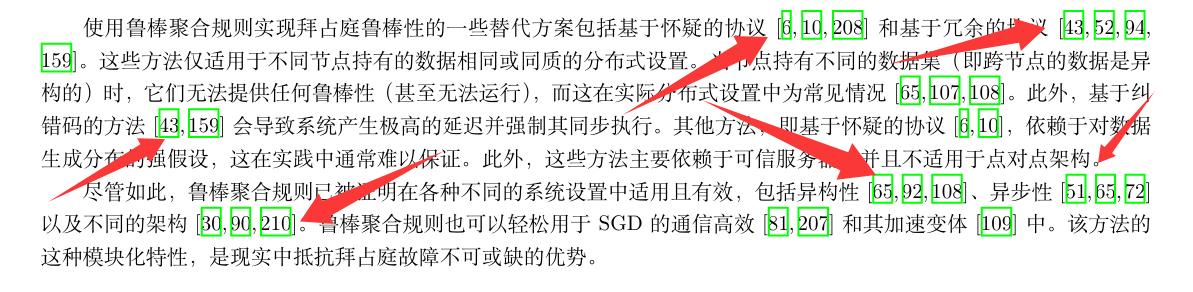 使用鲁棒聚合规则实现拜占庭鲁棒性的一些替代方案包括基于怀疑的协议 [6,10,208] 和基于冗余的协议 [43,52,94,
159]。这些方法仅适用于不同节点持有的数据相同或同质的分布式设置。当节点持有不同的数据集（即跨节点的数据是异
构的）时，它们无法提供任何鲁棒性（甚至无法运行），而这在实际分布式设置中为常见情况 [65,107,108]。此外，基于纠
错码的方法 [43,159] 会导致系统产生极高的延迟并强制其同步执行。其他方法，即基于怀疑的协议 [6,10]，依赖于对数据
生成分布的强假设，这在实践中通常难以保证。此外，这些方法主要依赖于可信服务器，并且不适用于点对点架构。
尽管如此，鲁棒聚合规则已被证明在各种不同的系统设置中适用且有效，包括异构性 [65,92,108]、异步性 [51,65,72]
以及不同的架构 [30,90,210]。鲁棒聚合规则也可以轻松用于 SGD 的通信高效 [81,207] 和其加速变体 [109] 中。该方法的
这种模块化特性，是现实中抵抗拜占庭故障不可或缺的优势。